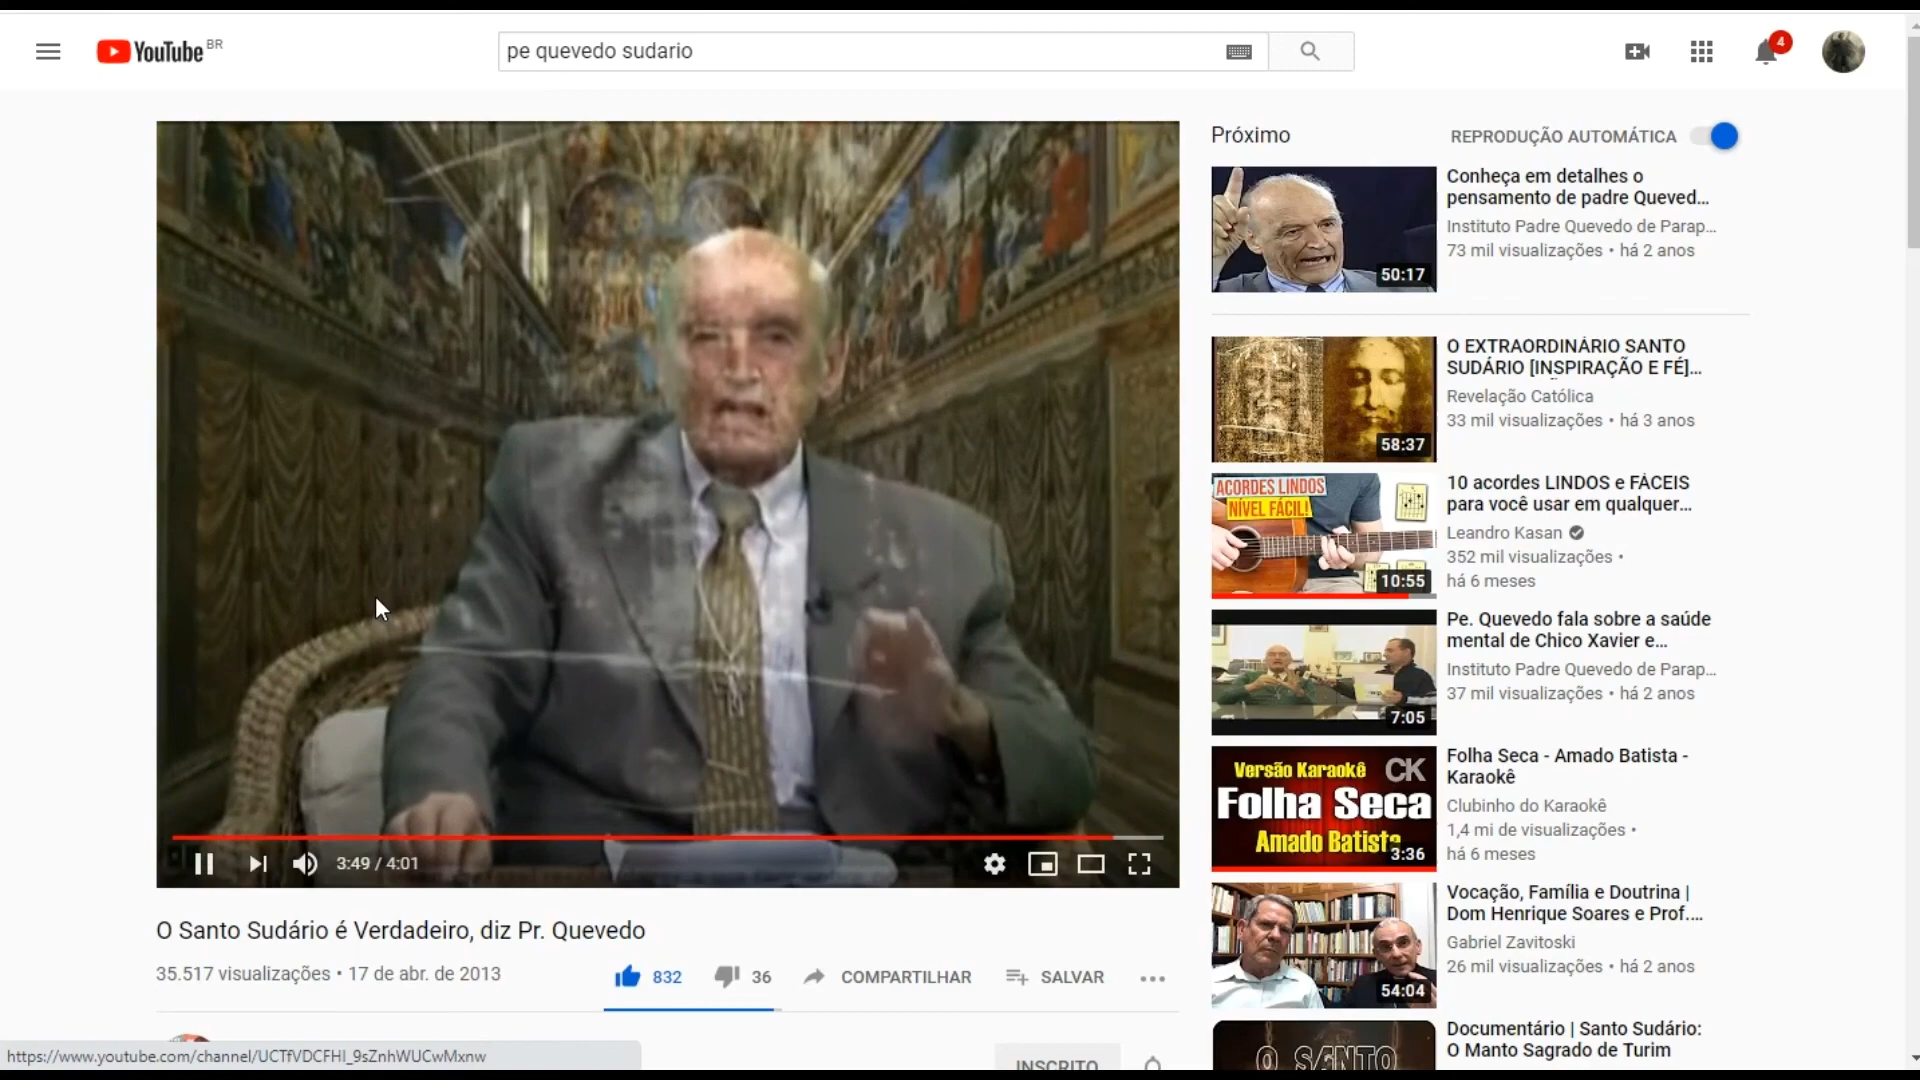 YouTube BR
pe quevedo sudario
4
3:49 / 4:01
O Santo Sudário é Verdadeiro, diz Pr. Quevedo
35.517 visualizações • 17 de abr. de 2013
832
36
COMPARTILHAR
SALVAR
INSCRITO
https://www.youtube.com/channel/UCTfVDCFHI_9sZnhWUCwMxnw
Próximo
REPRODUÇÃO AUTOMÁTICA
50:17
Conheça em detalhes o
pensamento de padre Queved...
Instituto Padre Quevedo de Parap...
73 mil visualizações • há 2 anos
58:37
O EXTRAORDINÁRIO SANTO
SUDÁRIO [INSPIRAÇÃO E FÉ]...
Revelação Católica
33 mil visualizações • há 3 anos
ACORDES LINDOS
NÍVEL FÁCIL!
10:55
10 acordes LINDOS e FÁCEIS
para você usar em qualquer...
Leandro Kasan
352 mil visualizações •
há 6 meses
7:05
Pe. Quevedo fala sobre a saúde
mental de Chico Xavier e...
Instituto Padre Quevedo de Parap...
37 mil visualizações • há 2 anos
Versão Karaokê CK
Folha Seca
Amado Batista
3:36
Folha Seca - Amado Batista -
Karaokê
Clubinho do Karaokê
1,4 mi de visualizações •
há 6 meses
54:04
Vocação, Família e Doutrina |
Dom Henrique Soares e Prof....
Gabriel Zavitoski
26 mil visualizações • há 2 anos
O SANTO
Documentário | Santo Sudário:
O Manto Sagrado de Turim